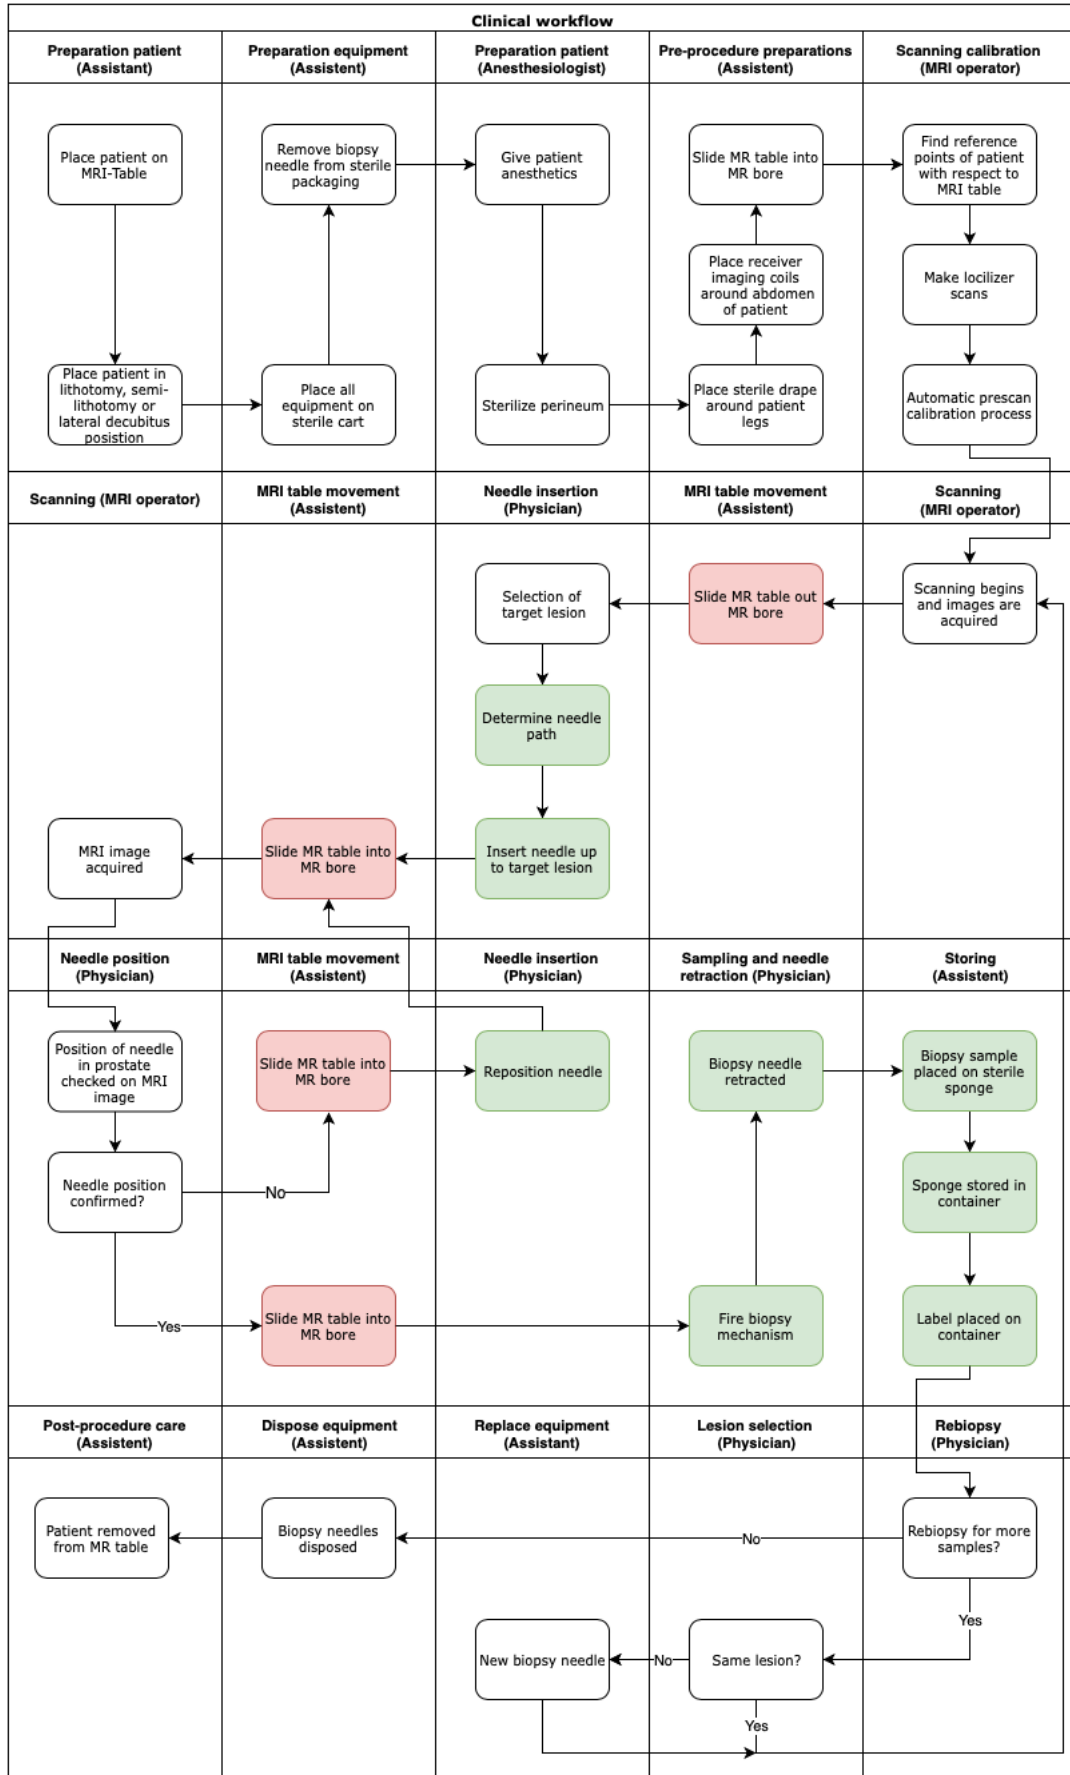 Clinical workflow
Preparation patient
(Assistant)
Preparation equipment
(Assistent)
Preparation patient
(Anesthesiologist)
Pre-procedure preparations
(Assistent)
Scanning calibration
(MRI operator)
Place patient on
MRI-Table
Remove biopsy
needle from sterile
packaging
Give patient
anesthetics
Slide MR table into
MR bore
Find reference
points of patient
with respect to
MRI table
Place receiver
imaging coils
around abdomen
of patient
Make locilizer
scans
Place patient in
lithotomy, semi-
lithotomy or
lateral decubitus
posistion
Place all
equipment on
sterile cart
Sterilize perineum
Place sterile drape
around patient
legs
Automatic prescan
calibration process
Scanning (MRI operator)
MRI table movement
(Assistent)
Needle insertion
(Physician)
MRI table movement
(Assistent)
Scanning
(MRI operator)
Selection of
target lesion
Slide MR table out
MR bore
Scanning begins
and images are
acquired
Determine needle
path
MRI image
acquired
Slide MR table into
MR bore
Insert needle up
to target lesion
Needle position
(Physician)
MRI table movement
(Assistent)
Needle insertion
(Physician)
Sampling and needle
retraction (Physician)
Storing
(Assistent)
Position of needle
in prostate
checked on MRI
image
Slide MR table into
MR bore
Reposition needle
Biopsy needle
retracted
Biopsy sample
placed on sterile
sponge
Needle position
confirmed?
No
Sponge stored in
container
Yes
Slide MR table into
MR bore
Fire biopsy
mechanism
Label placed on
container
Post-procedure care
(Assistent)
Dispose equipment
(Assistent)
Replace equipment
(Assistant)
Lesion selection
(Physician)
Rebiopsy
(Physician)
Patient removed
from MR table
Biopsy needles
disposed
No
Rebiopsy for more
samples?
Yes
New biopsy needle
No
Same lesion?
Yes